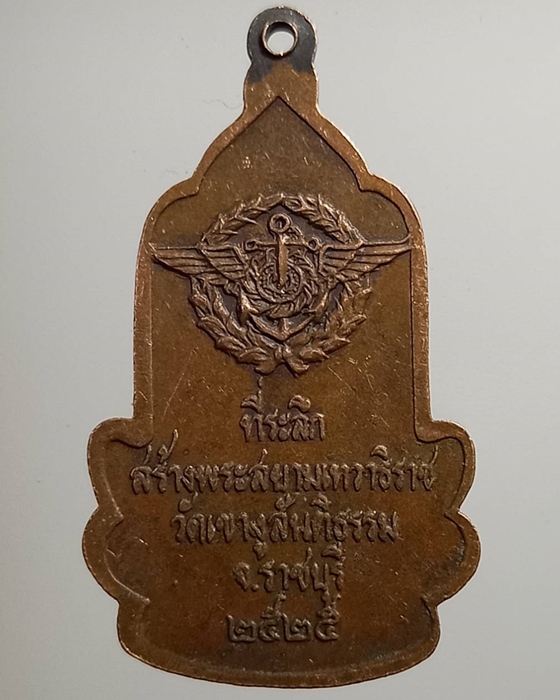 ที่ระลึก
สร้างพระสยามเทวาธิราช
วัดเขางูสันติธรรม
จ.ราชบุรี
๒๕๒๕